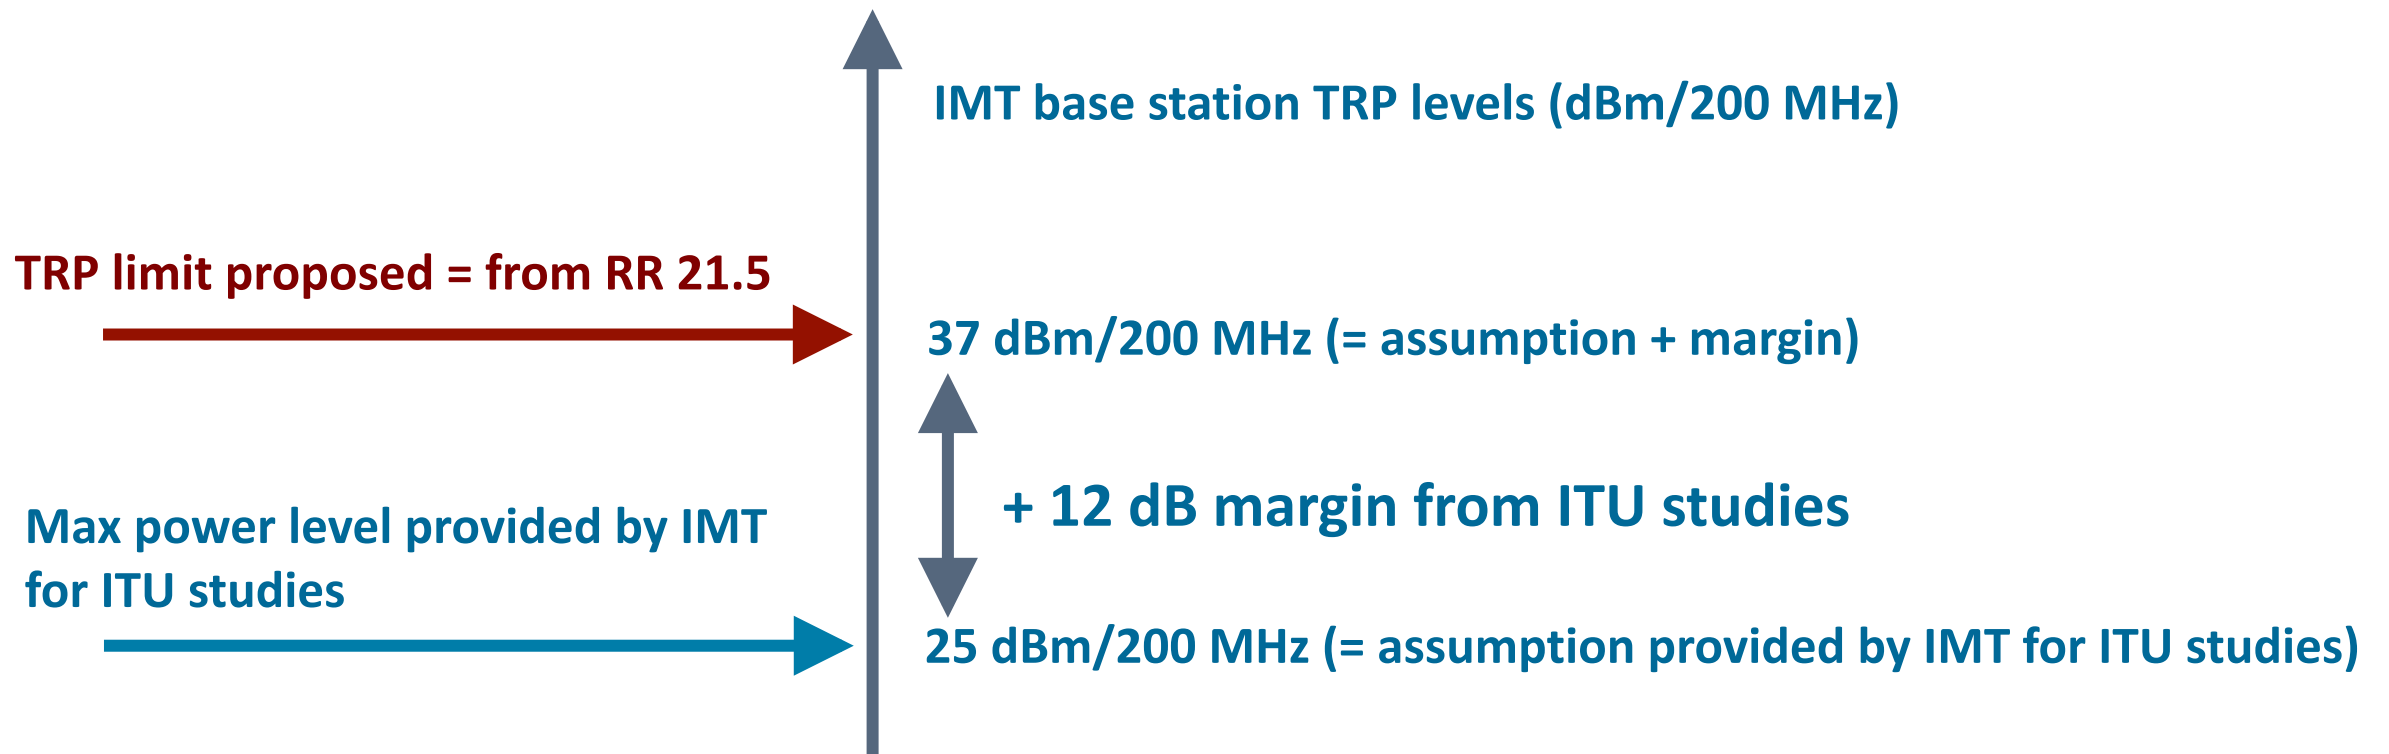 IMT base station TRP levels (dBm/200 MHz)
TRP limit proposed = from RR 21.5
37 dBm/200 MHz (= assumption + margin)
+ 12 dB margin from ITU studies
Max power level provided by IMT
for ITU studies
25 dBm/200 MHz (= assumption provided by IMT for ITU studies)